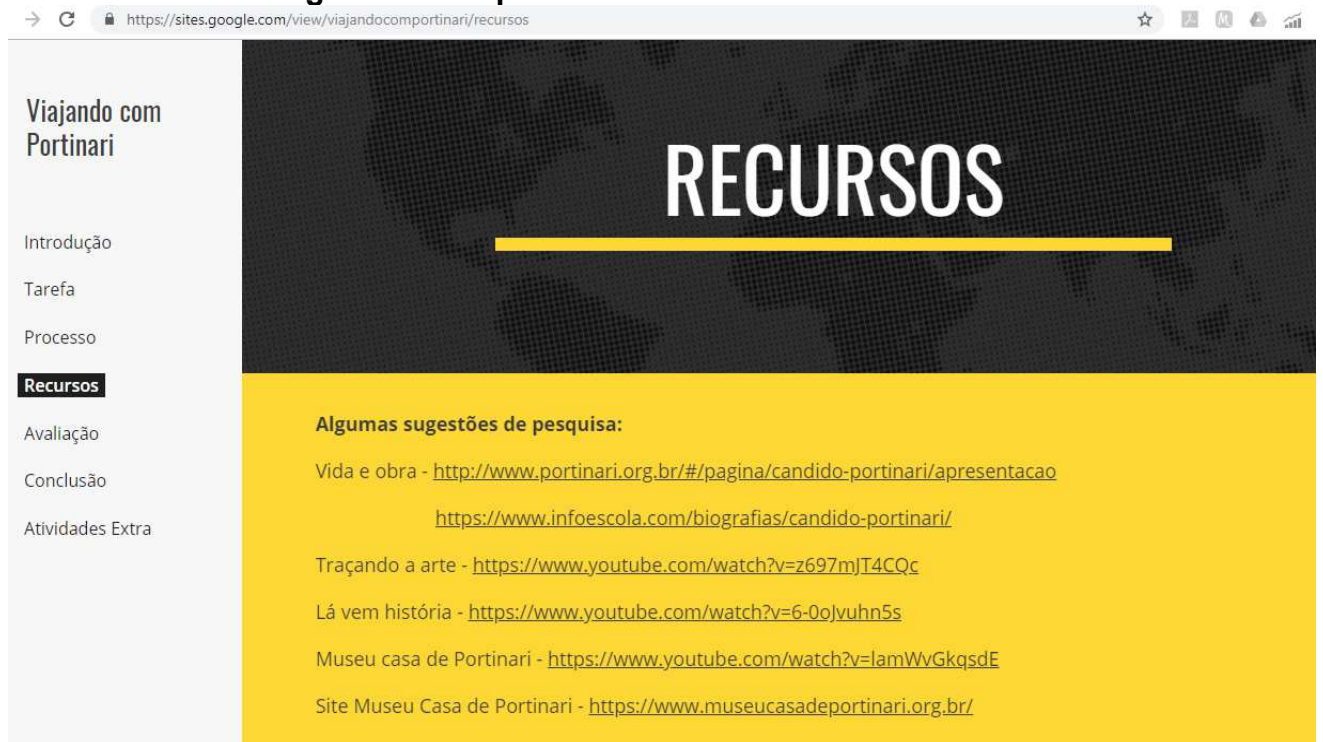 https://sites.google.com/view/viajandocomportinari/recursos
Viajando com
Portinari
Introdução
Tarefa
Processo
Recursos
Avaliação
Conclusão
Atividades Extra
RECURSOS
Algumas sugestões de pesquisa:
Vida e obra - http://www.portinari.org.br/#/pagina/candido-portinari/apresentacao
https://www.infoescola.com/biografias/candido-portinari/
Traçando a arte - https://www.youtube.com/watch?v=z697mJT4CQc
Lá vem história - https://www.youtube.com/watch?v=6-0oJvuhn5s
Museu casa de Portinari - https://www.youtube.com/watch?v=lamWvGkqsdE
Site Museu Casa de Portinari - https://www.museucasadeportinari.org.br/